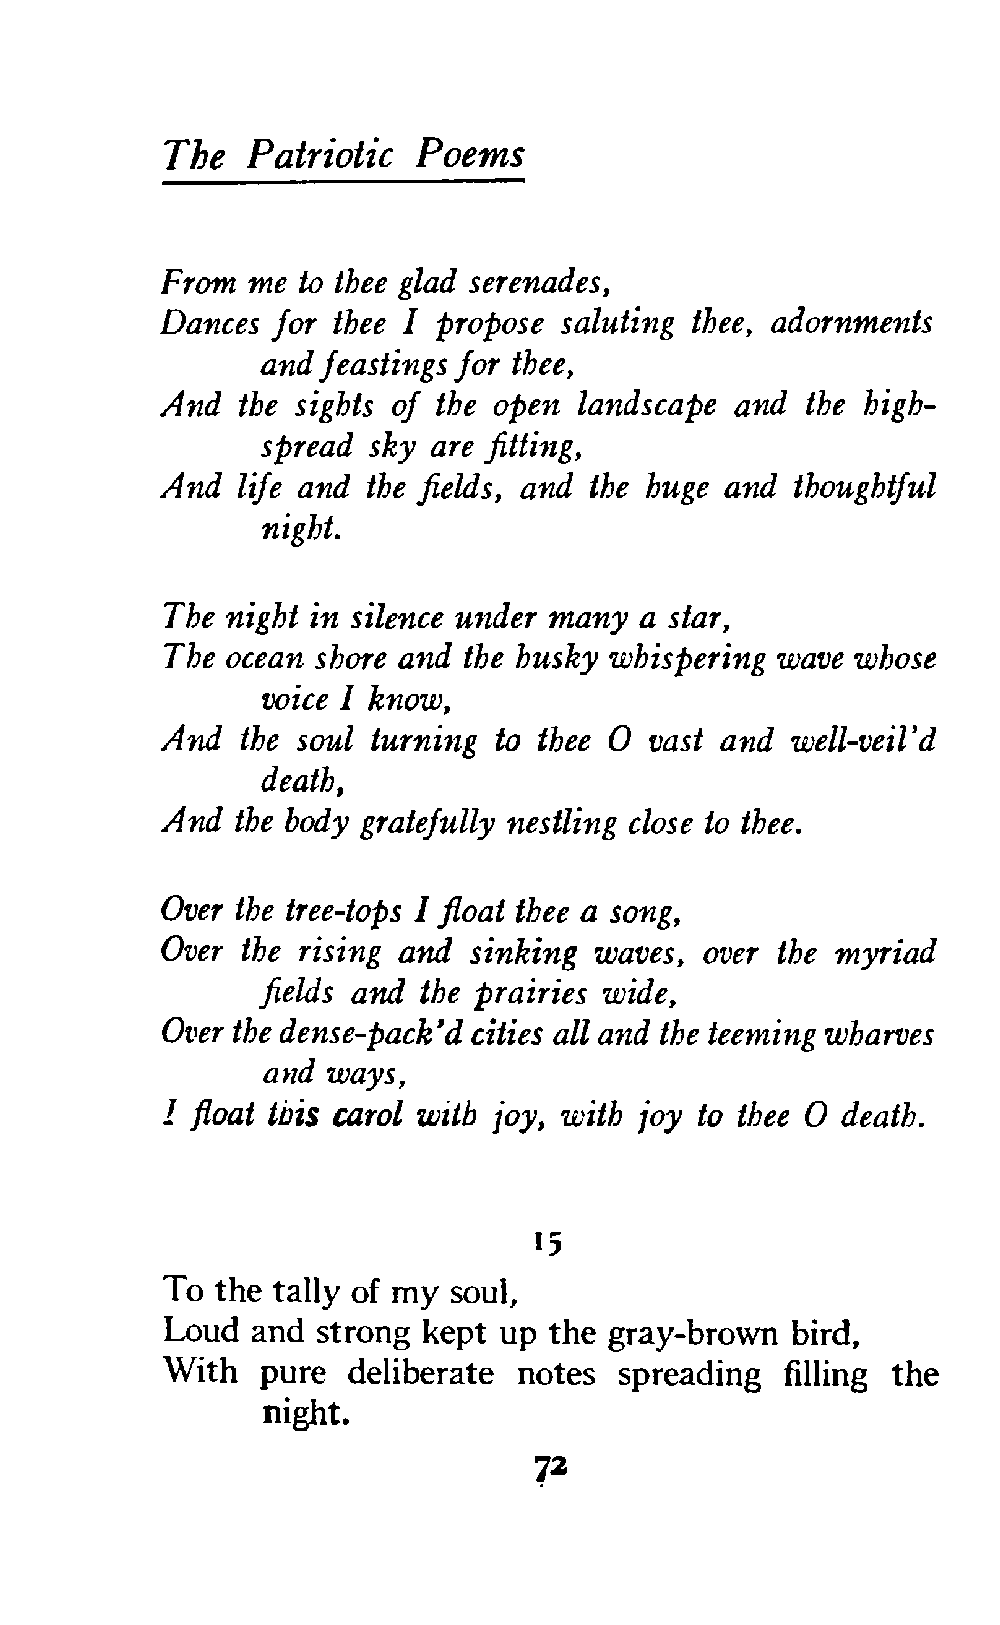 The Patriotic Poems
From me to thee glad serenades,
Dances for thee I propose saluting thee, adornments
and feastings for thee,
And the sights of the open landscape and the high-
spread sky are fitting,
And life and the fields, and the huge and thoughtful
night.
The night in silence under many a star,
The ocean shore and the husky whispering wave whose
voice I know,
And the soul turning to thee O vast and well-veil'd
death,
And the body gratefully nestling close to thee.
Over the tree-tops I float thee a song,
Over the rising and sinking waves, over the myriad
fields and the prairies wide,
Over the dense-pack'd cities all and the teeming wharves
and ways,
I float this carol with joy, with joy to thee O death.
15
To the tally of my soul,
Loud and strong kept up the gray-brown bird,
With pure deliberate notes spreading filling the
night.
72